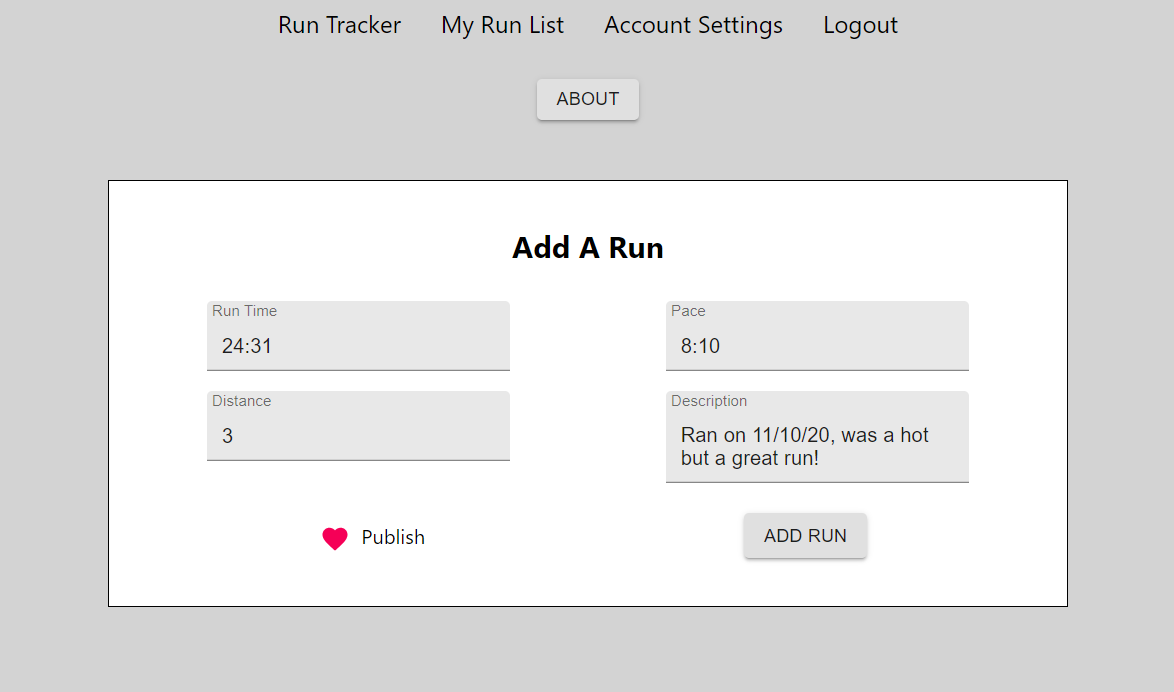 Run Tracker My Run List Account Settings Logout
ABOUT
Add A Run
Run Time
24:31
Pace
8:10
Distance
3
Description
Ran on 11/10/20, was a hot
but a great run!
Publish
ADD RUN